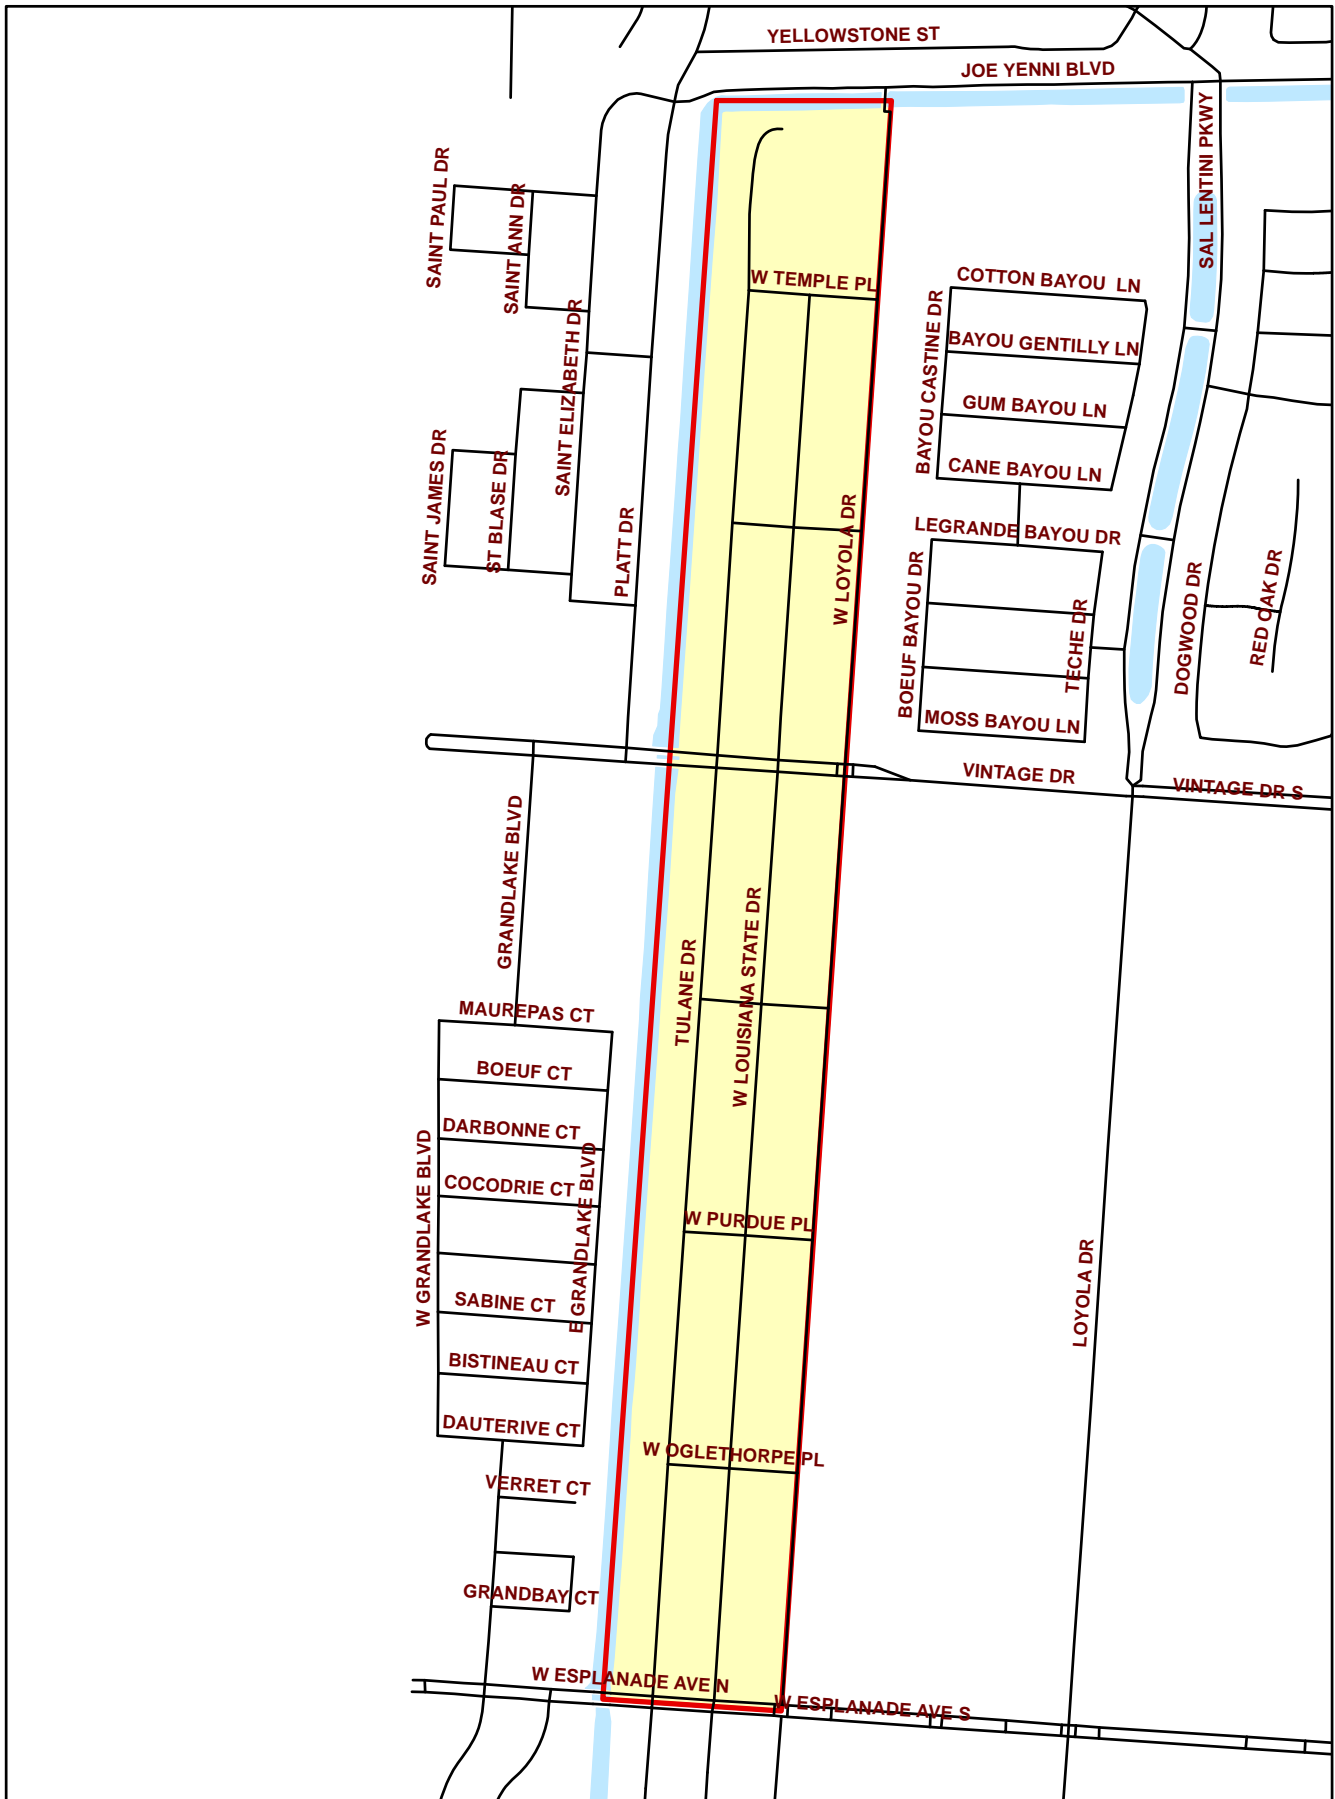 YELLOWSTONE ST
JOE YENNI BLVD
SAL LENTINI PKWY
SAINT PAUL DR
SAINT ANN DR
W TEMPLE PL
COTTON BAYOU LN
BAYOU CASTINE DR
BAYOU GENTILLY LN
SAINT ELIZABETH DR
GUM BAYOU LN
CANE BAYOU LN
SAINT JAMES DR
ST BLASE DR
PLATT DR
W LOYOLA DR
LEGRANDE BAYOU DR
BOEUF BAYOU DR
TECHE DR
DOGWOOD DR
RED OAK DR
MOSS BAYOU LN
VINTAGE DR
VINTAGE DR S
GRANDLAKE BLVD
TULANE DR
W LOUISIANA STATE DR
MAUREPAS CT
BOEUF CT
DARBONNE CT
COCODRIE CT
W GRANDLAKE BLVD
E GRANDLAKE BLVD
W PURDUE PL
SABINE CT
LOYOLA DR
BISTINEAU CT
DAUTERIVE CT
W OGLETHORPE PL
VERRET CT
GRANDBAY CT
W ESPLANADE AVE N
W ESPLANADE AVE S